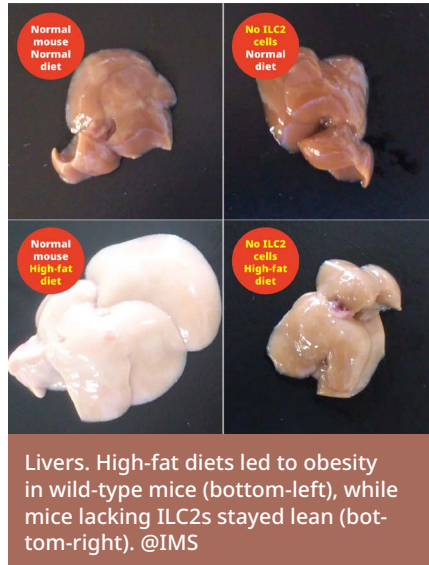 Normal
mouse
Normal
diet
No ILC2
cells
Normal
diet
Normal
mouse
High-fat
diet
No ILC2
cells
High-fat
diet
Livers. High-fat diets led to obesity
in wild-type mice (bottom-left), while
mice lacking ILC2s stayed lean (bot-
tom-right). @IMS